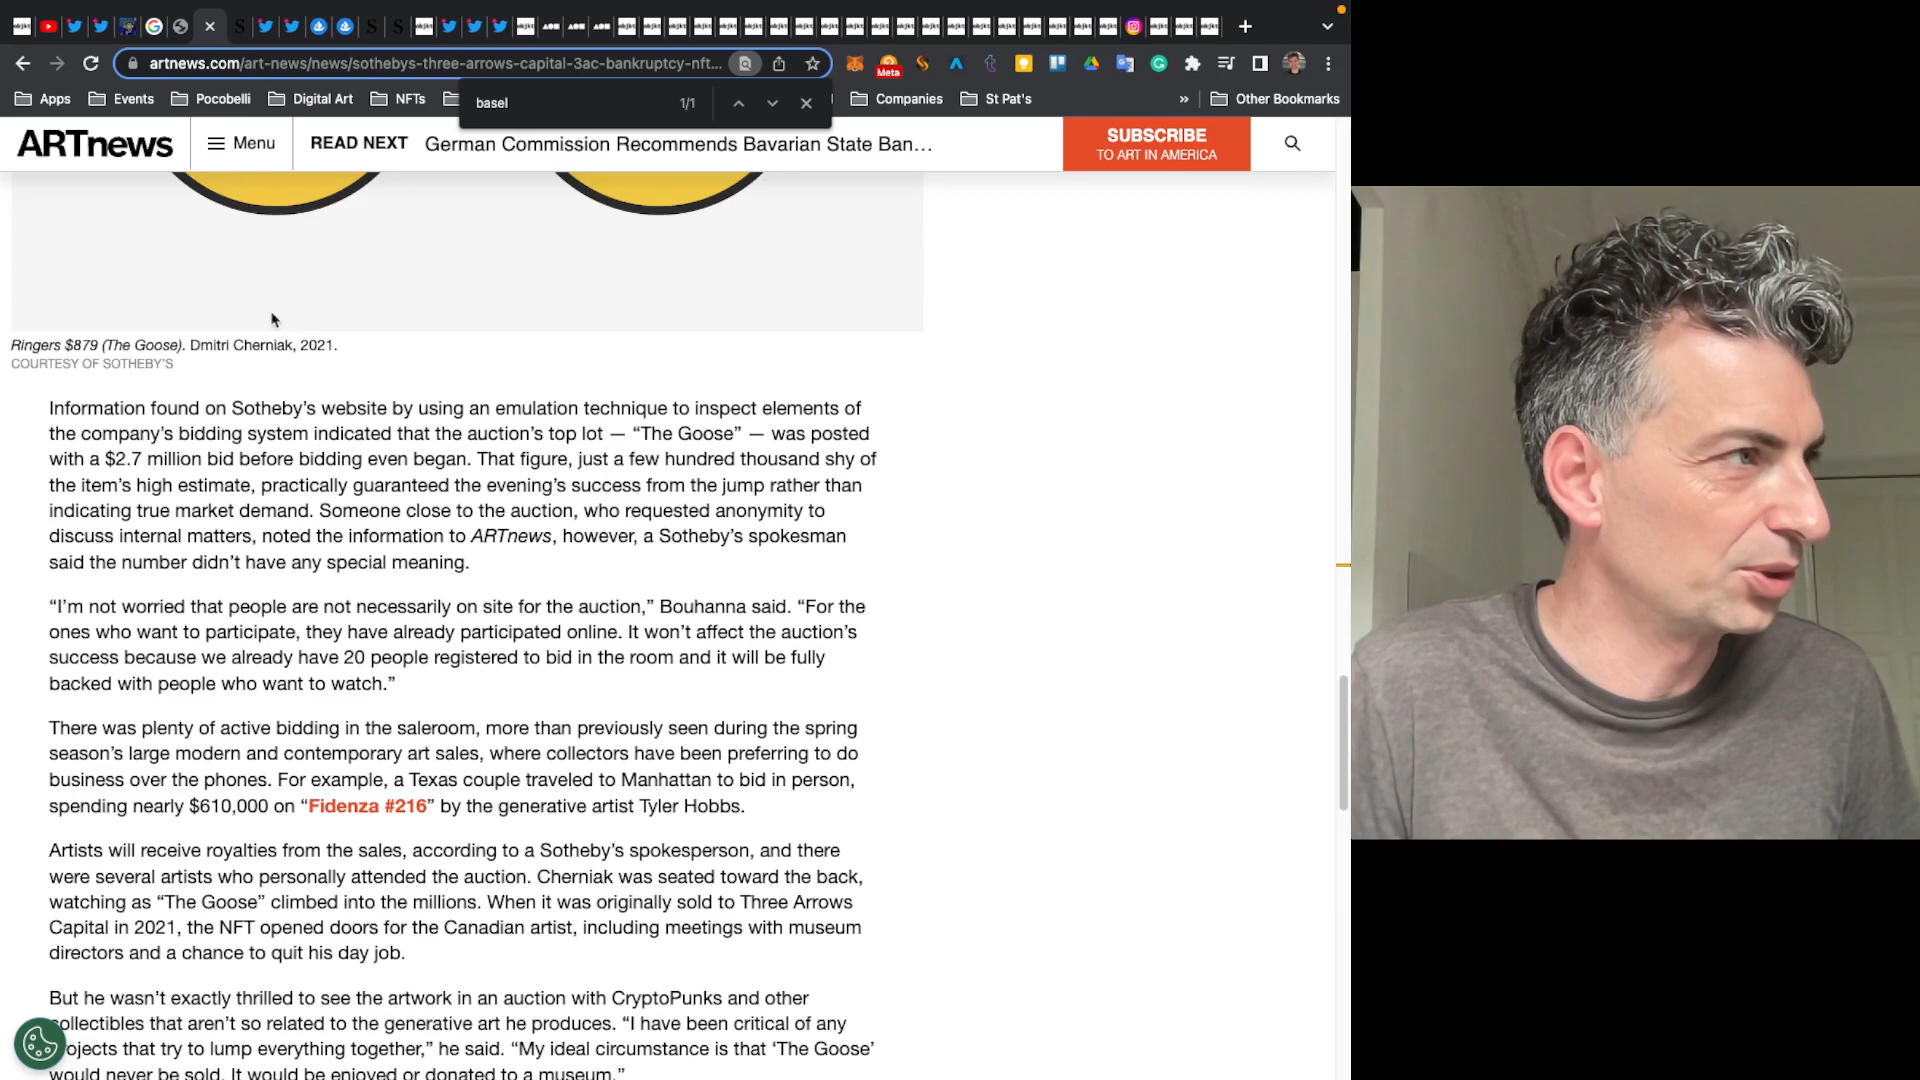 artnews.com/art-news/news/sothebys-three-arrows-capital-3ac-bankruptcy-nft...
Meta
Apps
Events
Pocobelli
Digital Art
NFTs
basel
1/1
Companies
St Pat's
»
Other Bookmarks
ARTnews
Menu
READ NEXT
German Commission Recommends Bavarian State Ban...
SUBSCRIBE
TO ART IN AMERICA
Ringers $879 (The Goose). Dmitri Cherniak, 2021.
COURTESY OF SOTHEBY'S
Information found on Sotheby's website by using an emulation technique to inspect elements of
the company's bidding system indicated that the auction's top lot — “The Goose” — was posted
with a $2.7 million bid before bidding even began. That figure, just a few hundred thousand shy of
the item's high estimate, practically guaranteed the evening's success from the jump rather than
indicating true market demand. Someone close to the auction, who requested anonymity to
discuss internal matters, noted the information to ARTnews, however, a Sotheby's spokesman
said the number didn't have any special meaning.
“I'm not worried that people are not necessarily on site for the auction,” Bouhanna said. “For the
ones who want to participate, they have already participated online. It won't affect the auction's
success because we already have 20 people registered to bid in the room and it will be fully
backed with people who want to watch.”
There was plenty of active bidding in the saleroom, more than previously seen during the spring
season's large modern and contemporary art sales, where collectors have been preferring to do
business over the phones. For example, a Texas couple traveled to Manhattan to bid in person,
spending nearly $610,000 on “Fidenza #216” by the generative artist Tyler Hobbs.
Artists will receive royalties from the sales, according to a Sotheby's spokesperson, and there
were several artists who personally attended the auction. Cherniak was seated toward the back,
watching as “The Goose” climbed into the millions. When it was originally sold to Three Arrows
Capital in 2021, the NFT opened doors for the Canadian artist, including meetings with museum
directors and a chance to quit his day job.
But he wasn't exactly thrilled to see the artwork in an auction with CryptoPunks and other
collectibles that aren't so related to the generative art he produces. “I have been critical of any
projects that try to lump everything together,” he said. “My ideal circumstance is that ‘The Goose’
would never be sold. It would be enjoyed or donated to a museum.”